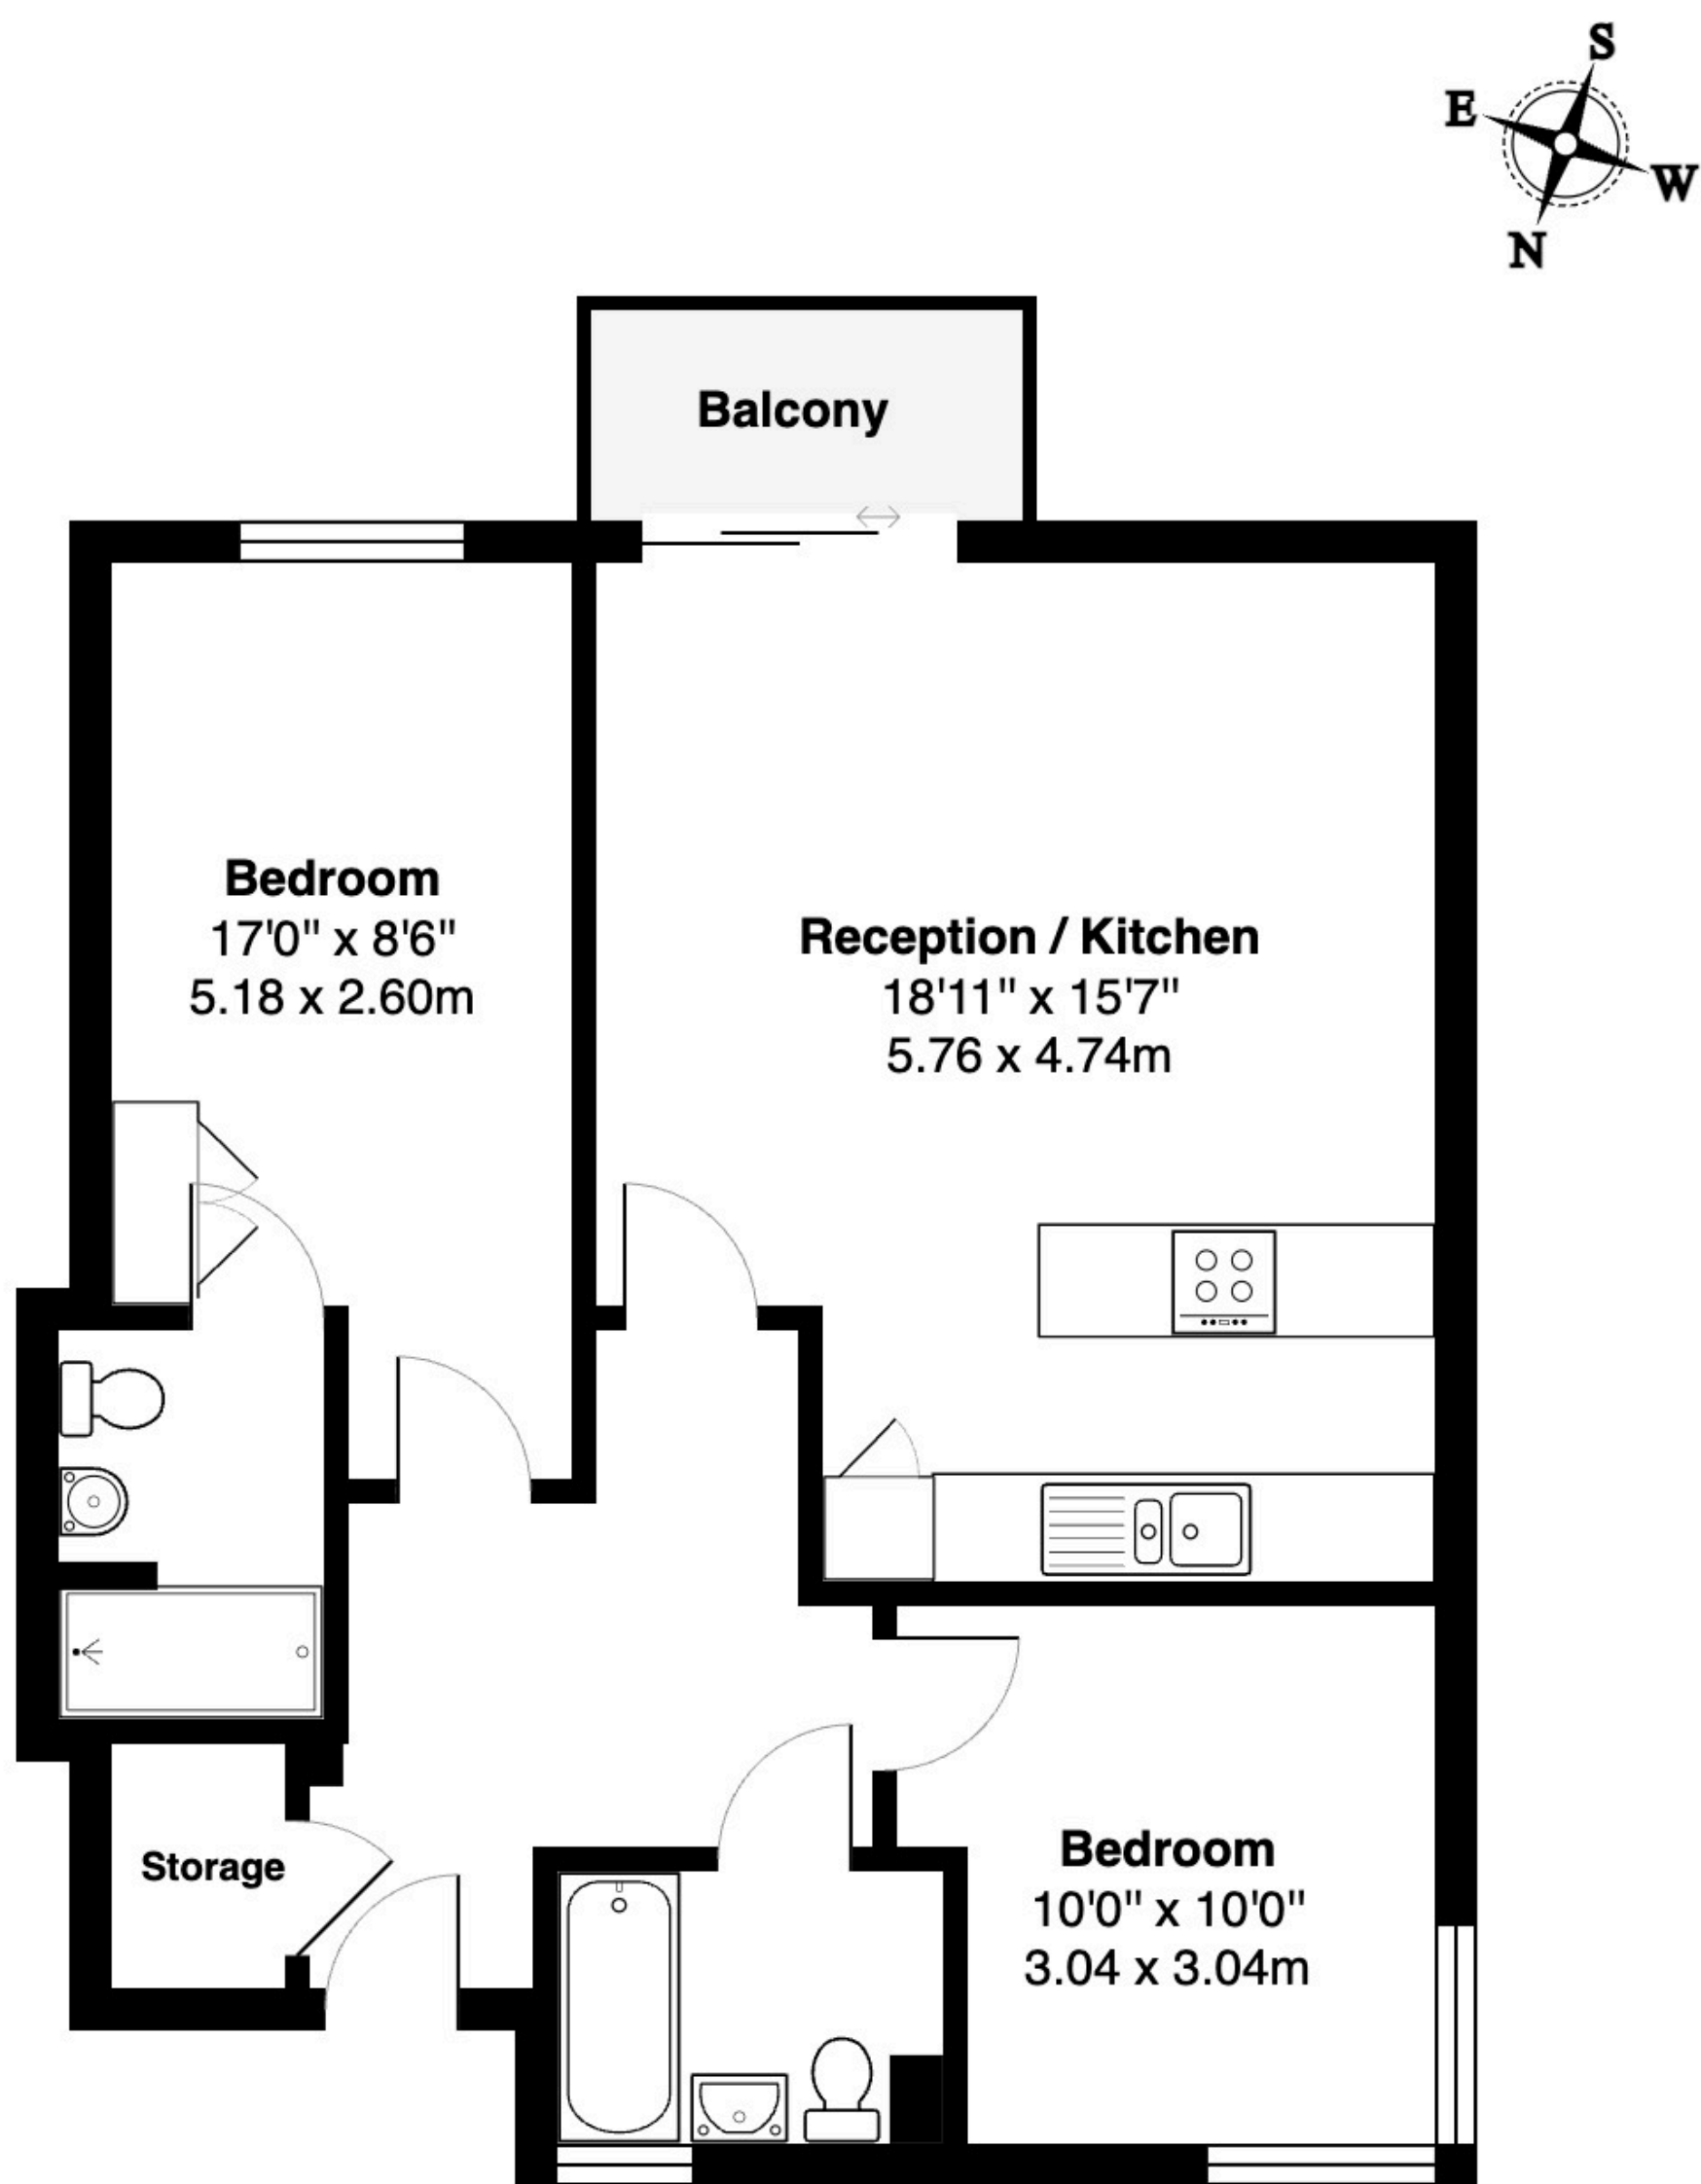 S
E
W
N
Balcony
Bedroom
17'0" x 8'6"
5.18 x 2.60m
Reception / Kitchen
18'11" x 15'7"
5.76 x 4.74m
Storage
Bedroom
10'0" x 10'0"
3.04 x 3.04m